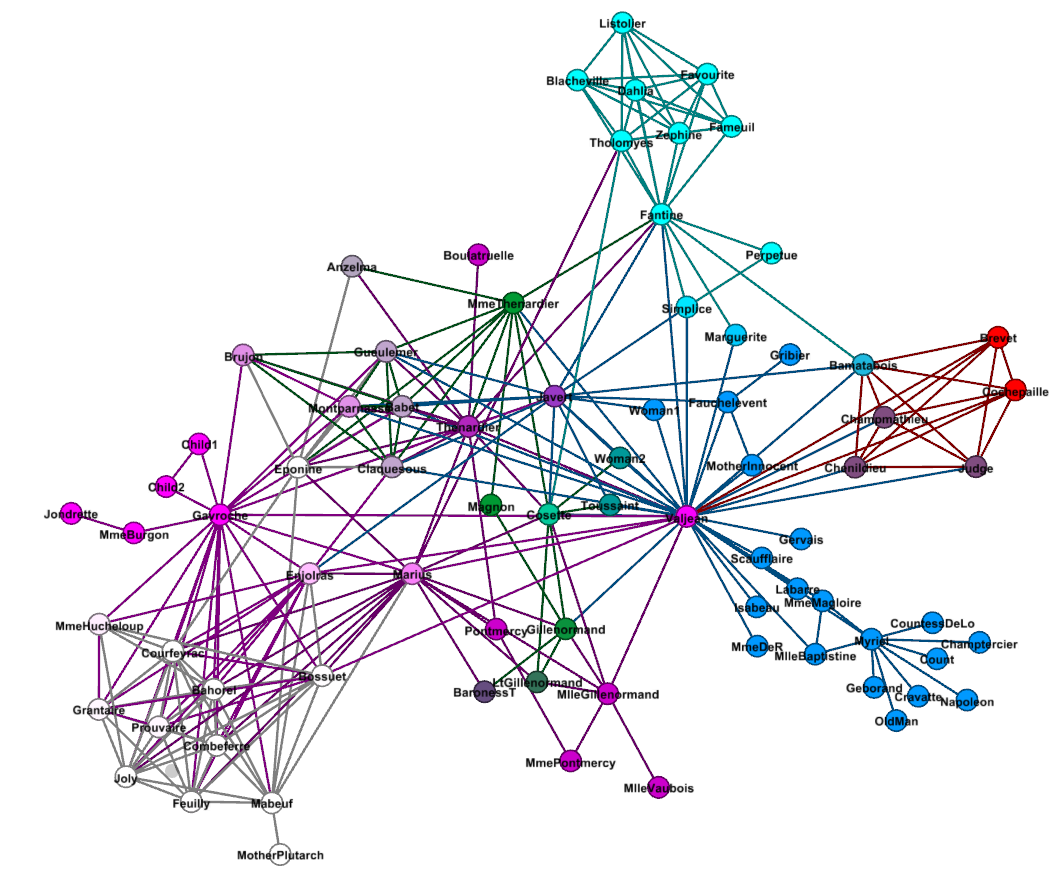 Listolier
Blacheville
Favourite
Dahlia
Fameuil
Zephine
Tholomyes
Fantine
Perpetue
Boulatruelle
Anzelma
MmeThenardier
Simplice
Marguerite
Gribier
Brevet
Brujon
Gueulemer
Bamatabois
Cochepaille
Javert
Fauchelevent
Woman1
Montparnasse
Babet
Champmathieu
Thenardier
Child1
Woman2
MotherInnocent
Eponine
Claquesous
Chenildieu
Judge
Child2
Magnon
Toussaint
Jondrette
Gavroche
Cosette
Valjean
MmeBurgon
Gervais
Scaufflaire
Enjolras
Marius
Labarre
MmeMagloire
Isabeau
MmeHucheloup
Pontmercy
Gillenormand
CountessDeLo
Myriel
Champtercier
MmeDeR
MlleBaptistine
Courfeyrac
Count
Bossuet
LtGillenormand
Bahorel
BaronessT
MlleGillenormand
Geborand
Cravatte
Napoleon
Grantaire
OldMan
Prouvaire
Combeferre
MmePontmercy
Joly
MlleVaubois
Feuilly
Mabeuf
MotherPlutarch